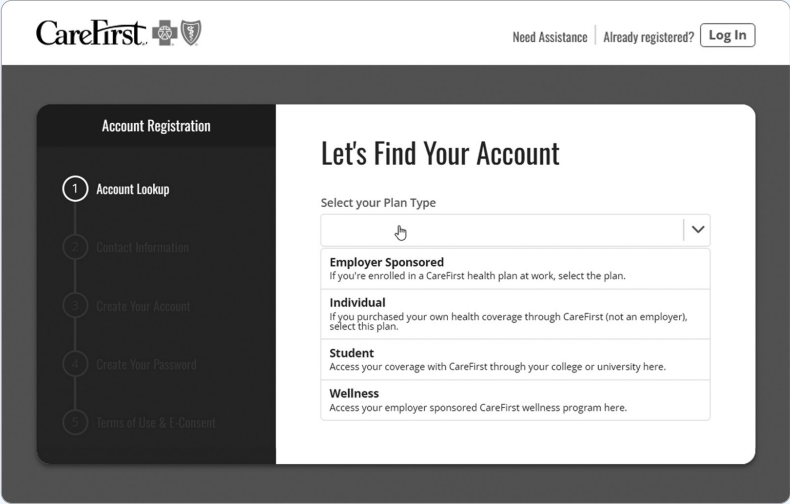 CareFirst
Need Assistance
Already registered?
Log In
Account Registration
Let's Find Your Account
1 Account Lookup
Select your Plan Type
2 Contact Information
Employer Sponsored
If you're enrolled in a CareFirst health plan at work, select the plan.
3 Create Your Account
Individual
If you purchased your own health coverage through CareFirst (not an employer),
select this plan.
Student
4 Create Your Password
Access your coverage with CareFirst through your college or university here.
Wellness
Access your employer sponsored CareFirst wellness program here.
5 Terms of Use & E-Consent